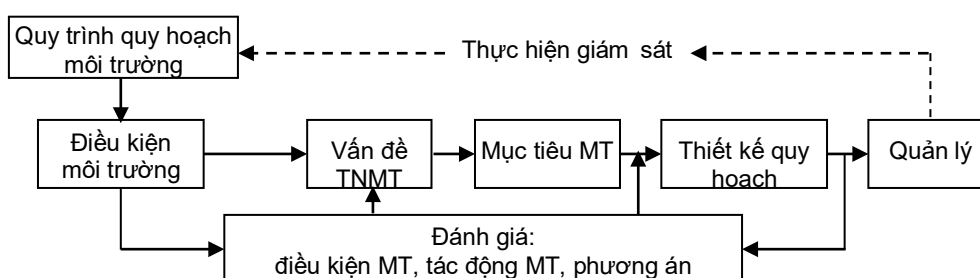 Quy trình quy hoạch
môi trường
Thực hiện giám sát
Điều kiện
môi trường
Vấn đề
TNMT
Mục tiêu MT
Thiết kế quy
hoạch
Quản lý
Đánh giá:
điều kiện MT, tác động MT, phương án